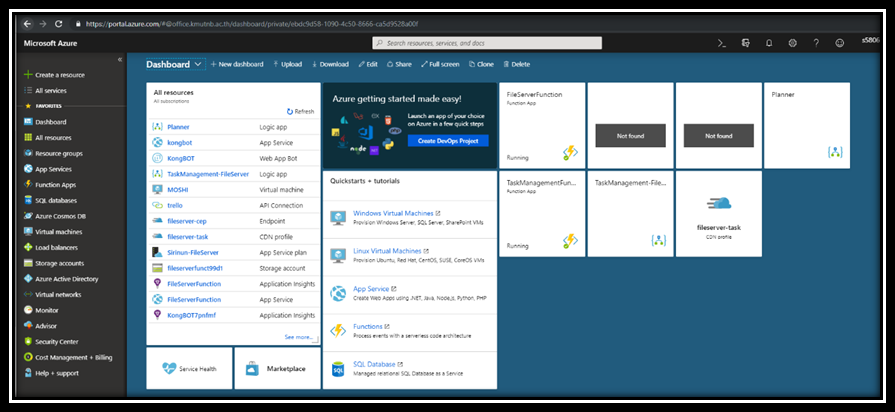 https://portal.azure.com/#@office.kmutnb.ac.th/dashboard/private/ebdc9d58-1090-4c50-8666-ca5d9528a00f
Microsoft Azure
Search resources, services, and docs
s5806
«
Create a resource
All services
FAVORITES
Dashboard
All resources
Resource groups
App Services
Function Apps
SQL databases
Azure Cosmos DB
Virtual machines
Load balancers
Storage accounts
Azure Active Directory
Virtual networks
Monitor
Advisor
Security Center
Cost Management + Billing
Help + support
Dashboard
New dashboard
Upload
Download
Edit
Share
Full screen
Clone
Delete
All resources
All subscriptions
Refresh
Planner Logic app
kongbot App Service
KongBOT Web App Bot
TaskManagement-FileServer Logic app
MOSHI Virtual machine
trello API Connection
fileserver-cep Endpoint
fileserver-task CDN profile
Sirinun-FileServer App Service plan
fileserverfunct99d1 Storage account
FileServerFunction Application Insights
FileServerFunction App Service
KongBOT7pnfmf Application Insights
See more...
Service Health
Marketplace
Azure getting started made easy!
Launch an app of your choice
on Azure in a few quick steps
Create DevOps Project
php
node
Quickstarts + tutorials
Windows Virtual Machines
Provision Windows Server, SQL Server, SharePoint VMs
Linux Virtual Machines
Provision Ubuntu, Red Hat, CentOS, SUSE, CoreOS VMs
App Service
Create Web Apps using .NET, Java, Node.js, Python, PHP
Functions
Process events with a serverless code architecture
SQL Database
Managed relational SQL Database as a Service
SQL
FileServerFunction
Function App
Running
Not found
Not found
Planner
TaskManagementFun...
Function App
Running
TaskManagement-File...
fileserver-task
CDN profile